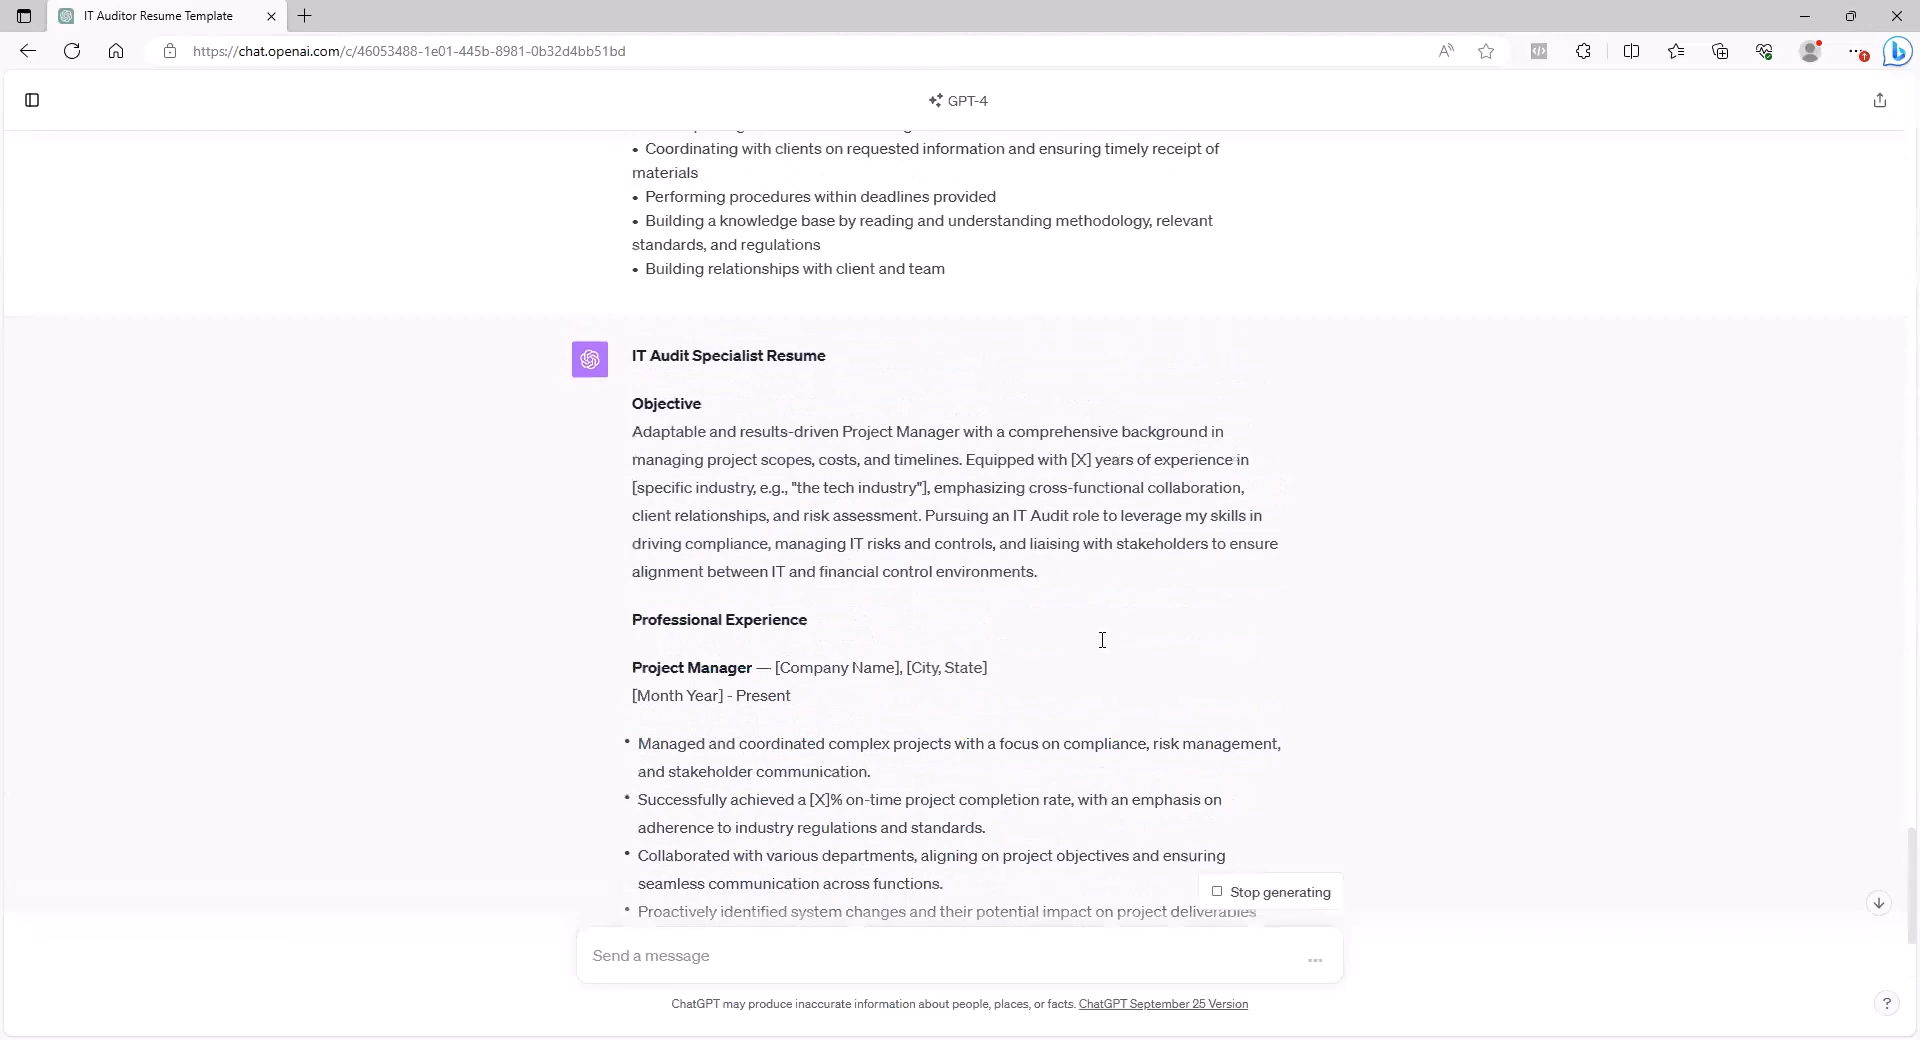 IT Auditor Resume Template
https://chat.openai.com/c/46053488-1e01-445b-8981-0b32d4bb51bd
GPT-4
• Coordinating with clients on requested information and ensuring timely receipt of
materials
• Performing procedures within deadlines provided
• Building a knowledge base by reading and understanding methodology, relevant
standards, and regulations
• Building relationships with client and team
IT Audit Specialist Resume
Objective
Adaptable and results-driven Project Manager with a comprehensive background in
managing project scopes, costs, and timelines. Equipped with [X] years of experience in
[specific industry, e.g., "the tech industry"], emphasizing cross-functional collaboration,
client relationships, and risk assessment. Pursuing an IT Audit role to leverage my skills in
driving compliance, managing IT risks and controls, and liaising with stakeholders to ensure
alignment between IT and financial control environments.
Professional Experience
Project Manager — [Company Name], [City, State]
[Month Year] - Present
• Managed and coordinated complex projects with a focus on compliance, risk management,
and stakeholder communication.
• Successfully achieved a [X]% on-time project completion rate, with an emphasis on
adherence to industry regulations and standards.
• Collaborated with various departments, aligning on project objectives and ensuring
seamless communication across functions.
Stop generating
• Proactively identified system changes and their potential impact on project deliverables
Send a message
ChatGPT may produce inaccurate information about people, places, or facts. ChatGPT September 25 Version
?